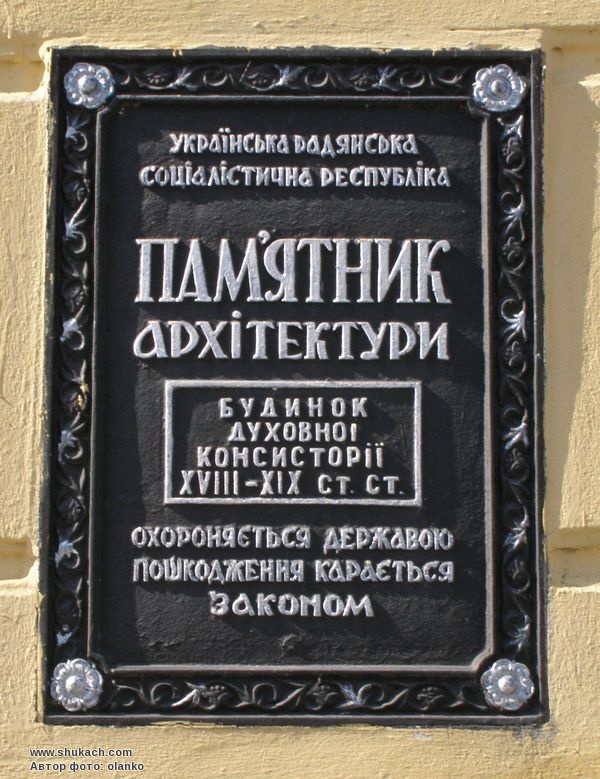 УКРАЇНСЬКА РАДЯНСЬКА
СОЦІАЛІСТИЧНА РЕСПУБЛІКА
ПАМ'ЯТНИК
АРХІТЕКТУРИ
БУДИНОК
ДУХОВНОЇ
КОНСИСТОРІЇ
XVIII–XIX СТ. СТ.
ОХОРОНЯЄТЬСЯ ДЕРЖАВОЮ
ПОШКОДЖЕННЯ КАРАЄТЬСЯ
ЗАКОНОМ
www.shukach.com
Автор фото: olanko